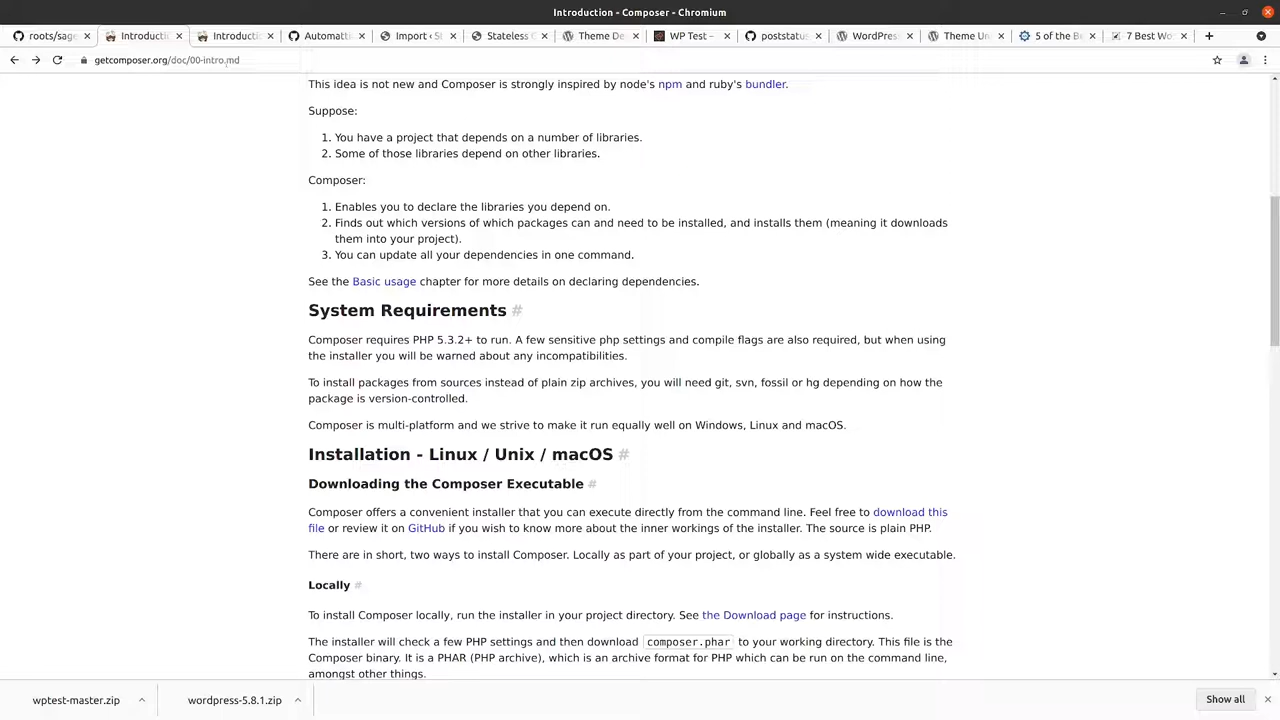 Introduction - Composer - Chromium
roots/sag
Introducti
Introduction
Automatti
Import ‹ St
Stateless C
Theme De
WP Test –
poststatus
WordPress
Theme Uni
5 of the Be
7 Best Wo
getcomposer.org/doc/00-intro.md
This idea is not new and Composer is strongly inspired by node's npm and ruby's bundler.
Suppose:
1. You have a project that depends on a number of libraries.
2. Some of those libraries depend on other libraries.
Composer:
1. Enables you to declare the libraries you depend on.
2. Finds out which versions of which packages can and need to be installed, and installs them (meaning it downloads
them into your project).
3. You can update all your dependencies in one command.
See the Basic usage chapter for more details on declaring dependencies.
System Requirements #
Composer requires PHP 5.3.2+ to run. A few sensitive php settings and compile flags are also required, but when using
the installer you will be warned about any incompatibilities.
To install packages from sources instead of plain zip archives, you will need git, svn, fossil or hg depending on how the
package is version-controlled.
Composer is multi-platform and we strive to make it run equally well on Windows, Linux and macOS.
Installation - Linux / Unix / macOS #
Downloading the Composer Executable #
Composer offers a convenient installer that you can execute directly from the command line. Feel free to download this
file or review it on GitHub if you wish to know more about the inner workings of the installer. The source is plain PHP.
There are in short, two ways to install Composer. Locally as part of your project, or globally as a system wide executable.
Locally #
To install Composer locally, run the installer in your project directory. See the Download page for instructions.
The installer will check a few PHP settings and then download composer.phar to your working directory. This file is the
Composer binary. It is a PHAR (PHP archive), which is an archive format for PHP which can be run on the command line,
amongst other things.
wptest-master.zip
wordpress-5.8.1.zip
Show all